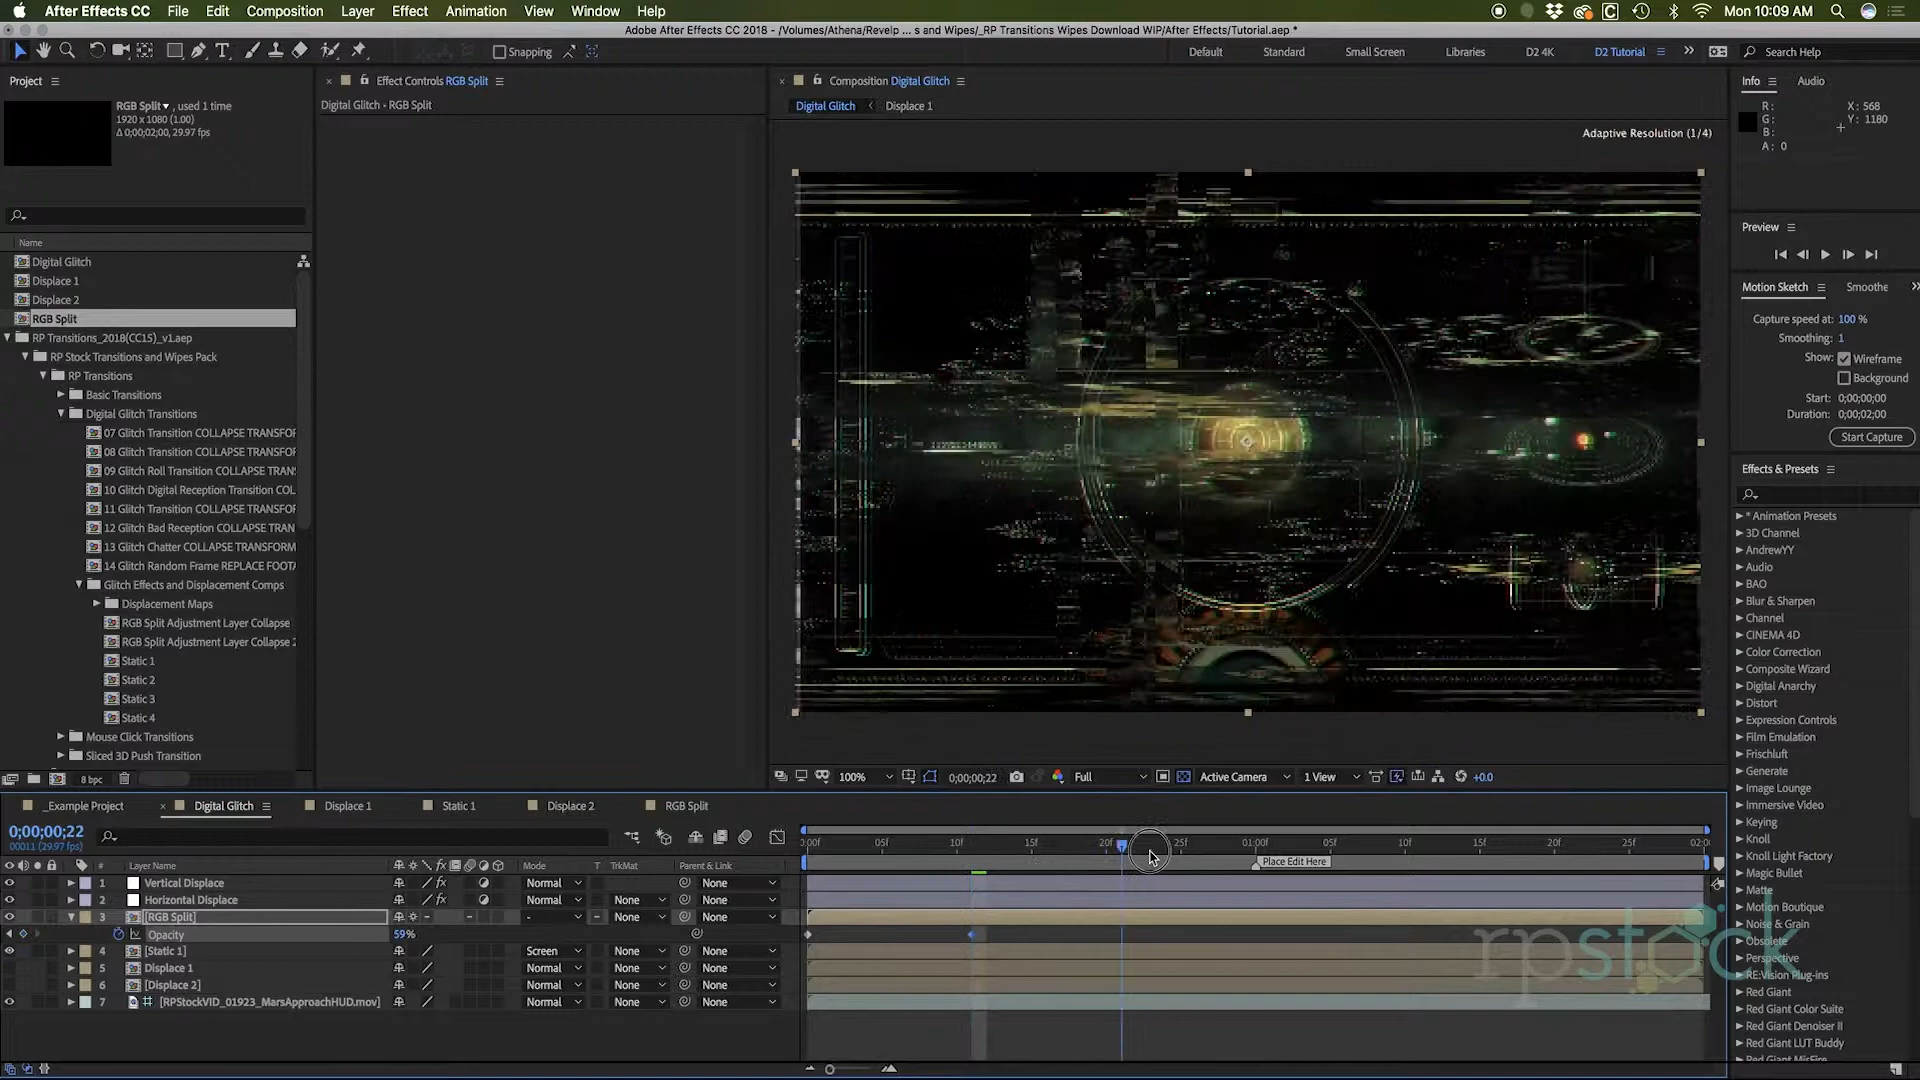 After Effects CC File Edit Composition Layer Effect Animation View Window Help Mon 10:09 AM
Adobe After Effects CC 2018 - /Volumes/Athena/Revelp ... s and Wipes/_RP Transitions Wipes Download WIP/After Effects/Tutorial.aep *
Snapping Default Standard Small Screen Libraries D2 4K D2 Tutorial Search Help
Project
RGB Split , used 1 time
1920 x 1080 (1.00)
Δ 0;00;02;00, 29.97 fps
Name
Digital Glitch
Displace 1
Displace 2
RGB Split
RP Transitions_2018(CC15)_v1.aep
RP Stock Transitions and Wipes Pack
RP Transitions
Basic Transitions
Digital Glitch Transitions
07 Glitch Transition COLLAPSE TRANSFOR
08 Glitch Transition COLLAPSE TRANSFOR
09 Glitch Roll Transition COLLAPSE TRAN
10 Glitch Digital Reception Transition COL
11 Glitch Transition COLLAPSE TRANSFOR
12 Glitch Bad Reception COLLAPSE TRAN
13 Glitch Chatter COLLAPSE TRANSFORM
14 Glitch Random Frame REPLACE FOOTA
Glitch Effects and Displacement Comps
Displacement Maps
RGB Split Adjustment Layer Collapse
RGB Split Adjustment Layer Collapse 2
Static 1
Static 2
Static 3
Static 4
Mouse Click Transitions
Sliced 3D Push Transition
8 bpc
Effect Controls RGB Split
Digital Glitch • RGB Split
Composition Digital Glitch
Digital Glitch Displace 1
Adaptive Resolution (1/4)
100% 0;00;00;22 Full Active Camera 1 View +0.0
Info Audio
R: X: 568
G: Y: 1180
B:
A: 0
Preview
Motion Sketch Smoothe
Capture speed at: 100 %
Smoothing: 1
Show: Wireframe
Background
Start: 0;00;00;00
Duration: 0;00;02;00
Start Capture
Effects & Presets
* Animation Presets
3D Channel
AndrewYY
Audio
BAO
Blur & Sharpen
Channel
CINEMA 4D
Color Correction
Composite Wizard
Digital Anarchy
Distort
Expression Controls
Film Emulation
Frischluft
Generate
Image Lounge
Immersive Video
Keying
Knoll
Knoll Light Factory
Magic Bullet
Matte
Motion Boutique
Noise & Grain
Obsolete
Perspective
RE:Vision Plug-ins
Red Giant
Red Giant Color Suite
Red Giant Denoiser II
Red Giant LUT Buddy
Red Giant MisFire
_Example Project Digital Glitch Displace 1 Static 1 Displace 2 RGB Split
0;00;00;22
00011 (29.97 fps)
:00f 05f 10f 20f 25f 01:00f 05f 10f 15f 20f 25f 02:00
Place Edit Here
# Layer Name Mode T TrkMat Parent & Link
1 Vertical Displace Normal None
2 Horizontal Displace Normal None None
3 [RGB Split] - None
Opacity 59%
4 [Static 1] Screen None None
5 Displace 1 Normal None None
6 [Displace 2] Normal None None
7 [RPStockVID_01923_MarsApproachHUD.mov] Normal None None
rpstock